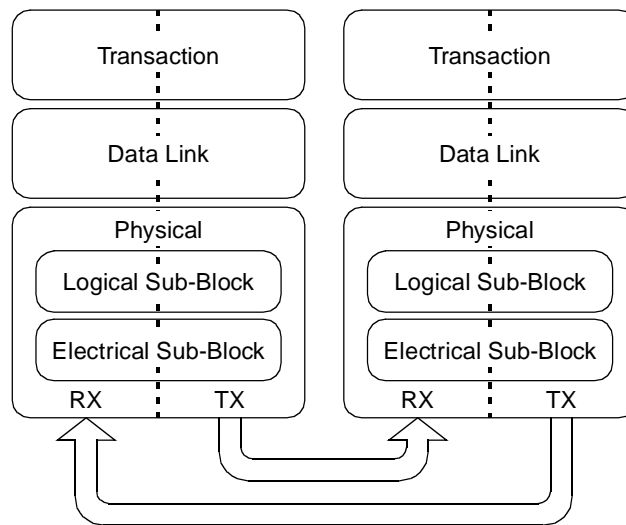 Transaction
Data Link
Physical
Logical Sub-Block
Electrical Sub-Block
RX TX
Transaction
Data Link
Physical
Logical Sub-Block
Electrical Sub-Block
RX TX